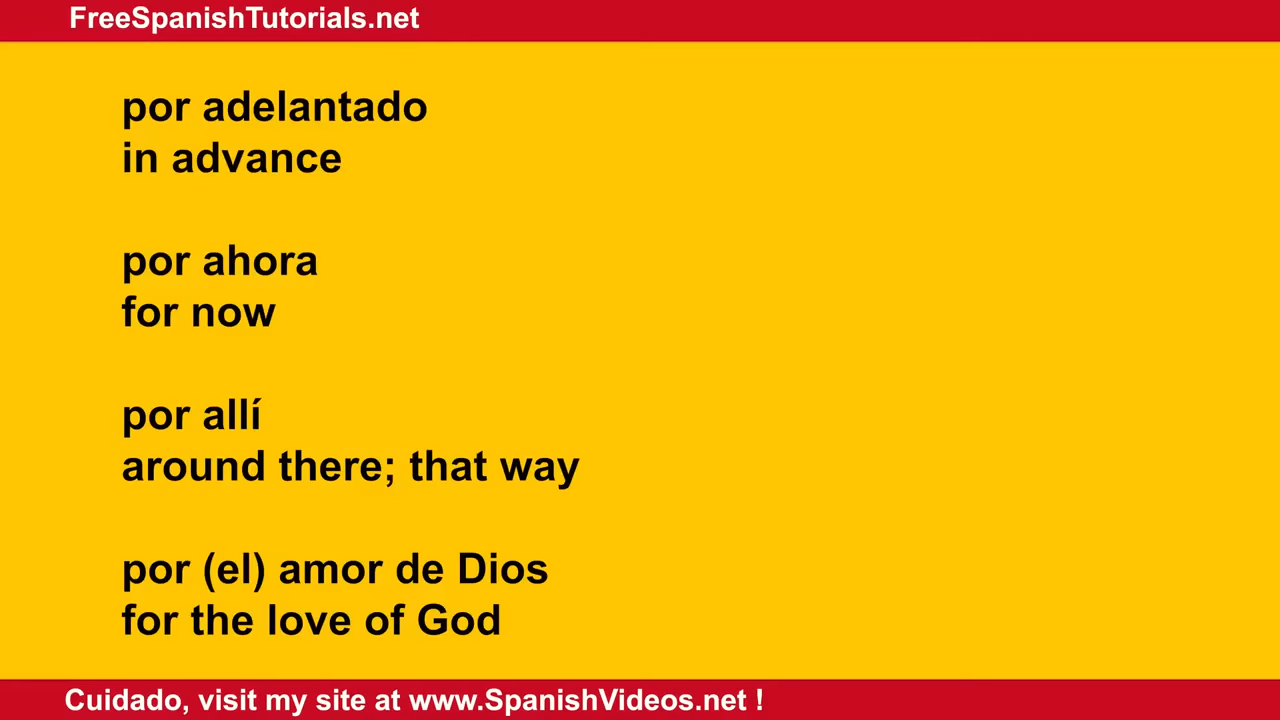 FreeSpanishTutorials.net
por adelantado
in advance
por ahora
for now
por allí
around there; that way
por (el) amor de Dios
for the love of God
Cuidado, visit my site at www.SpanishVideos.net !